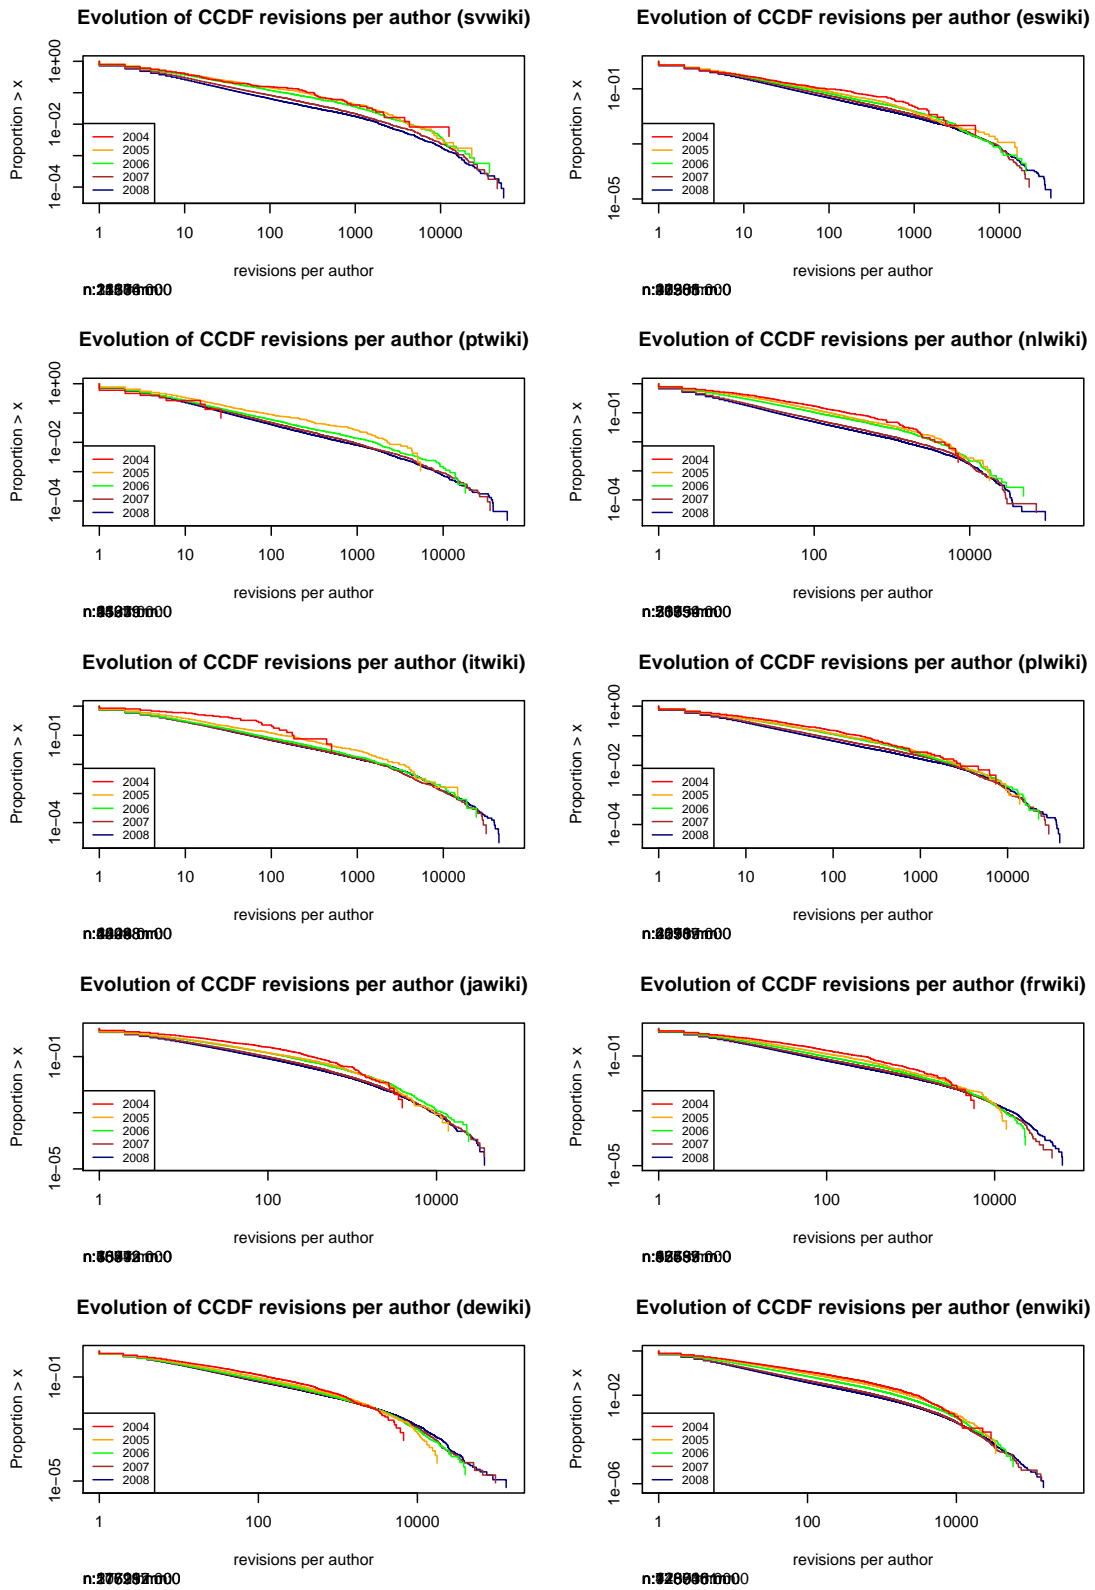 Evolution of CCDF revisions per author (svwiki)
Proportion > x
1e+00
1e−02
1e−04
2004
2005
2006
2007
2008
1 10 100 1000 10000
revisions per author
Evolution of CCDF revisions per author (eswiki)
Proportion > x
1e−01
1e−05
2004
2005
2006
2007
2008
1 10 100 1000 10000
revisions per author
Evolution of CCDF revisions per author (ptwiki)
Proportion > x
1e+00
1e−02
1e−04
2004
2005
2006
2007
2008
1 10 100 1000 10000
revisions per author
Evolution of CCDF revisions per author (nlwiki)
Proportion > x
1e−01
1e−04
2004
2005
2006
2007
2008
1 100 10000
revisions per author
Evolution of CCDF revisions per author (itwiki)
Proportion > x
1e−01
1e−04
2004
2005
2006
2007
2008
1 10 100 1000 10000
revisions per author
Evolution of CCDF revisions per author (plwiki)
Proportion > x
1e+00
1e−02
1e−04
2004
2005
2006
2007
2008
1 10 100 1000 10000
revisions per author
Evolution of CCDF revisions per author (jawiki)
Proportion > x
1e−01
1e−05
2004
2005
2006
2007
2008
1 100 10000
revisions per author
Evolution of CCDF revisions per author (frwiki)
Proportion > x
1e−01
1e−05
2004
2005
2006
2007
2008
1 100 10000
revisions per author
Evolution of CCDF revisions per author (dewiki)
Proportion > x
1e−01
1e−05
2004
2005
2006
2007
2008
1 100 10000
revisions per author
Evolution of CCDF revisions per author (enwiki)
Proportion > x
1e−02
1e−06
2004
2005
2006
2007
2008
1 100 10000
revisions per author